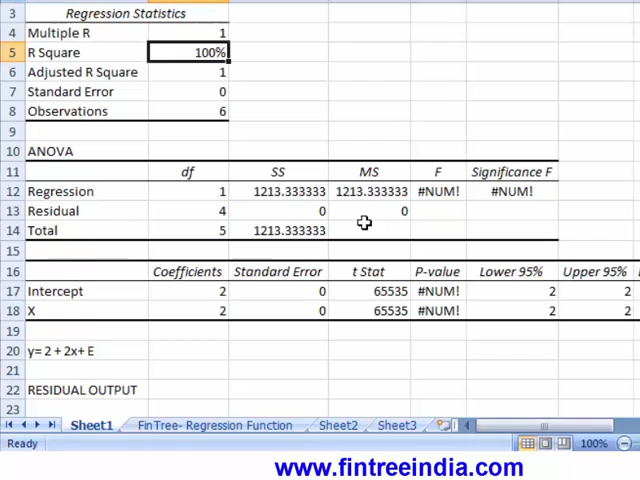 3 Regression Statistics
4 Multiple R 1
5 R Square 100%
6 Adjusted R Square 1
7 Standard Error 0
8 Observations 6
9
10 ANOVA
11 df SS MS F Significance F
12 Regression 1 1213.333333 1213.333333 #NUM! #NUM!
13 Residual 4 0 0
14 Total 5 1213.333333
15
16 Coefficients Standard Error t Stat P-value Lower 95% Upper 95%
17 Intercept 2 0 65535 #NUM! 2 2
18 X 2 0 65535 #NUM! 2 2
19
20 y= 2 + 2x+ E
21
22 RESIDUAL OUTPUT
23
Sheet1 FinTree- Regression Function Sheet2 Sheet3
Ready 100%
www.fintreeindia.com